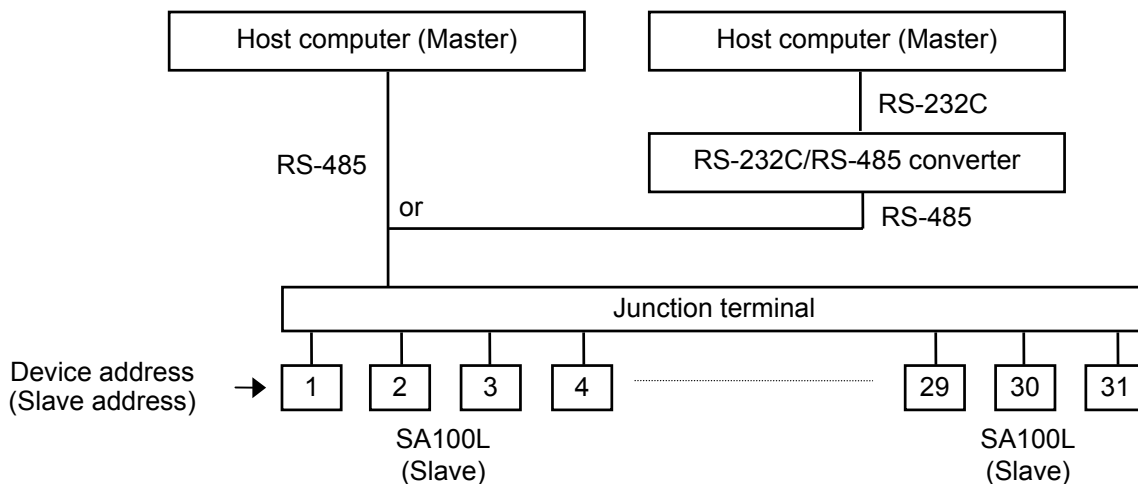 Host computer (Master)
Host computer (Master)
RS-232C
RS-485
RS-232C/RS-485 converter
or
RS-485
Junction terminal
Device address
(Slave address)
1
2
3
4
29
30
31
SA100L
(Slave)
SA100L
(Slave)